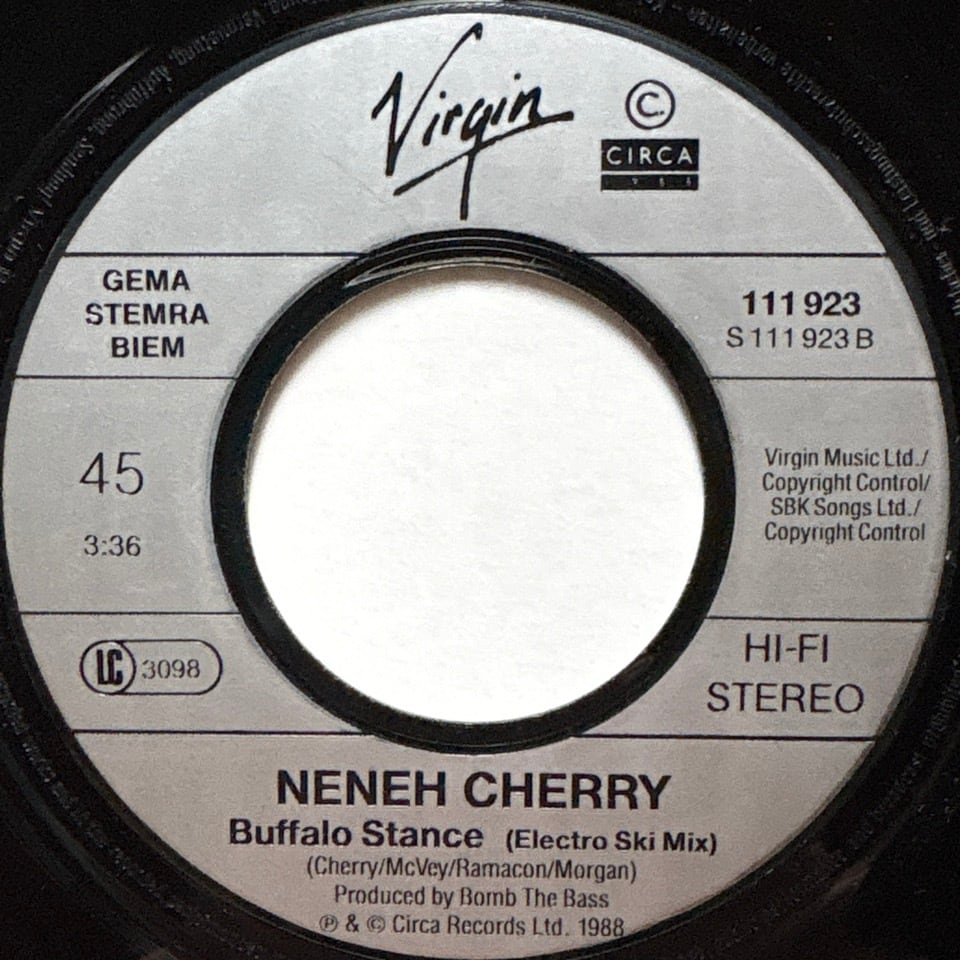 Virgin
C.
CIRCA
GEMA
STEMRA
BIEM
111 923
S 111 923 B
45
3:36
Virgin Music Ltd./
Copyright Control/
SBK Songs Ltd./
Copyright Control
LC 3098
HI-FI
STEREO
NENEH CHERRY
Buffalo Stance (Electro Ski Mix)
(Cherry/McVey/Ramacon/Morgan)
Produced by Bomb The Bass
℗ & © Circa Records Ltd. 1988